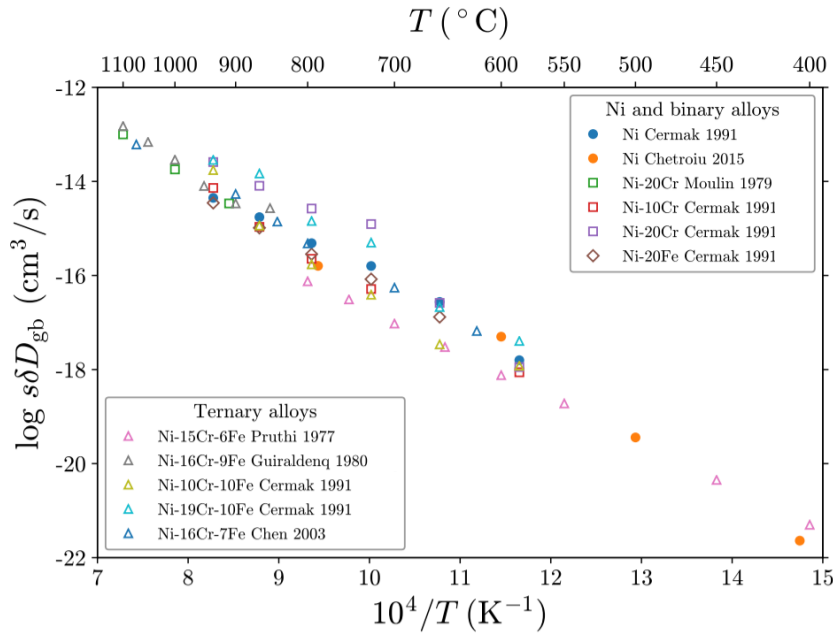 T (°C)
1100 1000 900 800 700 600 550 500 450 400
-12
-14
-16
-18
-20
-22
log sδD_gb (cm³/s)
Ni and binary alloys
Ni Cermak 1991
Ni Chetroiu 2015
Ni-20Cr Moulin 1979
Ni-10Cr Cermak 1991
Ni-20Cr Cermak 1991
Ni-20Fe Cermak 1991
Ternary alloys
Ni-15Cr-6Fe Pruthi 1977
Ni-16Cr-9Fe Guiraldenq 1980
Ni-10Cr-10Fe Cermak 1991
Ni-19Cr-10Fe Cermak 1991
Ni-16Cr-7Fe Chen 2003
7 8 9 10 11 12 13 14 15
10⁴/T (K⁻¹)